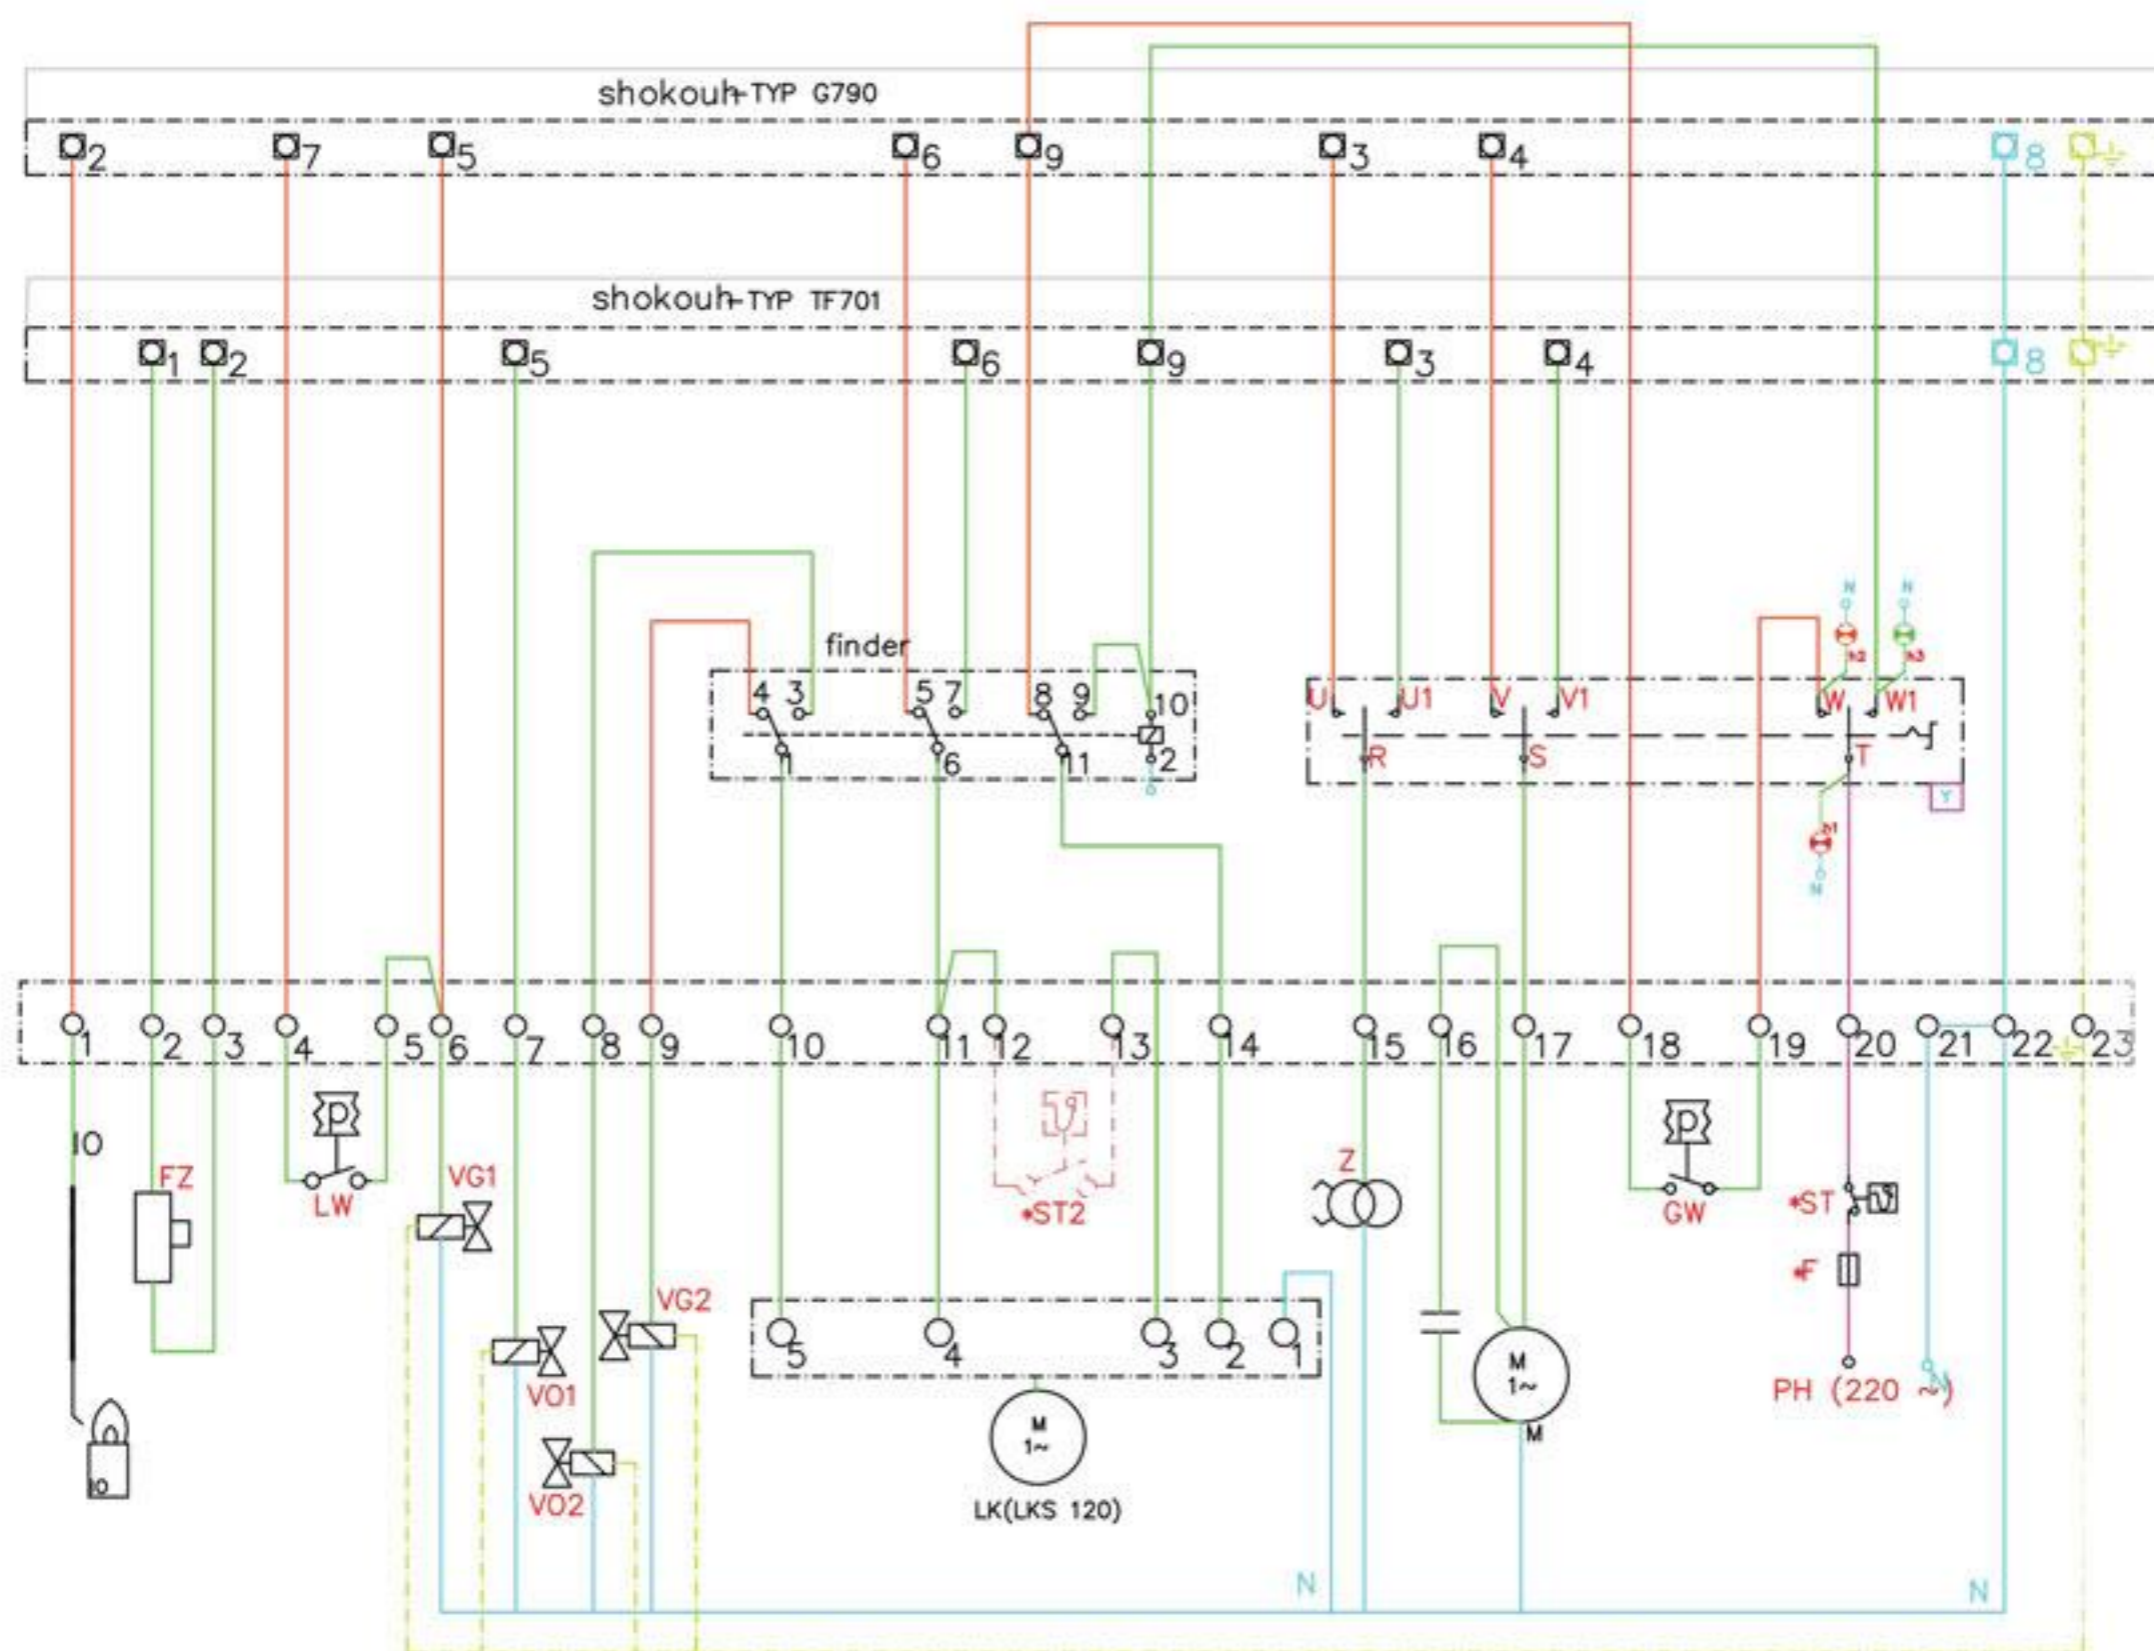 shokouh-TYP G790
2 7 5 6 9 3 4 8
shokouh-TYP TF701
1 2 5 6 9 3 4 8
N N
finder
h2 h3
4 3 5 7 8 9 10
U U1 V V1 W W1
1 6 11 2
R S T
Y
h1
N
1 2 3 4 5 6 7 8 9 10 11 12 13 14 15 16 17 18 19 20 21 22 23
P P
IO
FZ VG1 Z
LW *ST2 GW *ST
*F
VG2
5 4 3 2 1
M
1~
PH (220 ~)
N
VO1
M
M
1~
IO
VO2
LK(LKS 120)
N N